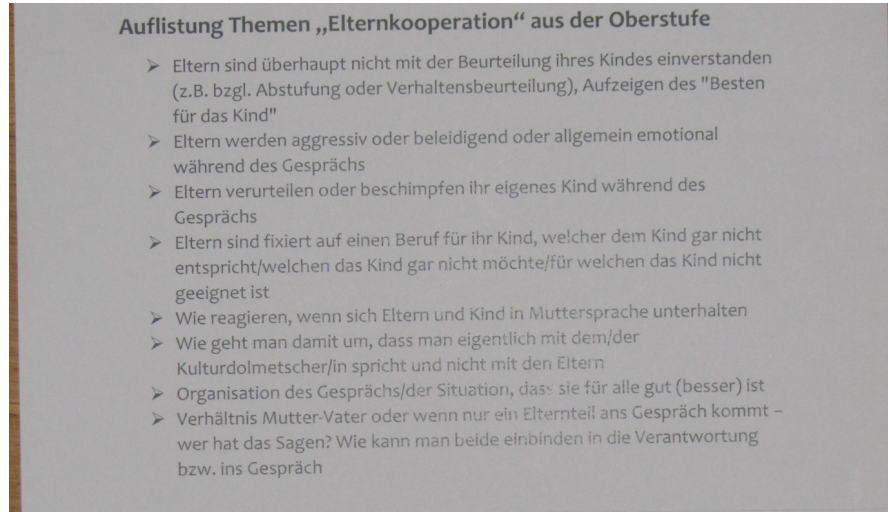 Auflistung Themen „Elternkooperation“ aus der Oberstufe
➢ Eltern sind überhaupt nicht mit der Beurteilung ihres Kindes einverstanden
(z.B. bzgl. Abstufung oder Verhaltensbeurteilung), Aufzeigen des "Besten
für das Kind"
➢ Eltern werden aggressiv oder beleidigend oder allgemein emotional
während des Gesprächs
➢ Eltern verurteilen oder beschimpfen ihr eigenes Kind während des
Gesprächs
➢ Eltern sind fixiert auf einen Beruf für ihr Kind, welcher dem Kind gar nicht
entspricht/welchen das Kind gar nicht möchte/für welchen das Kind nicht
geeignet ist
➢ Wie reagieren, wenn sich Eltern und Kind in Muttersprache unterhalten
➢ Wie geht man damit um, dass man eigentlich mit dem/der
Kulturdolmetscher/in spricht und nicht mit den Eltern
➢ Organisation des Gesprächs/der Situation, dass sie für alle gut (besser) ist
➢ Verhältnis Mutter-Vater oder wenn nur ein Elternteil ans Gespräch kommt –
wer hat das Sagen? Wie kann man beide einbinden in die Verantwortung
bzw. ins Gespräch